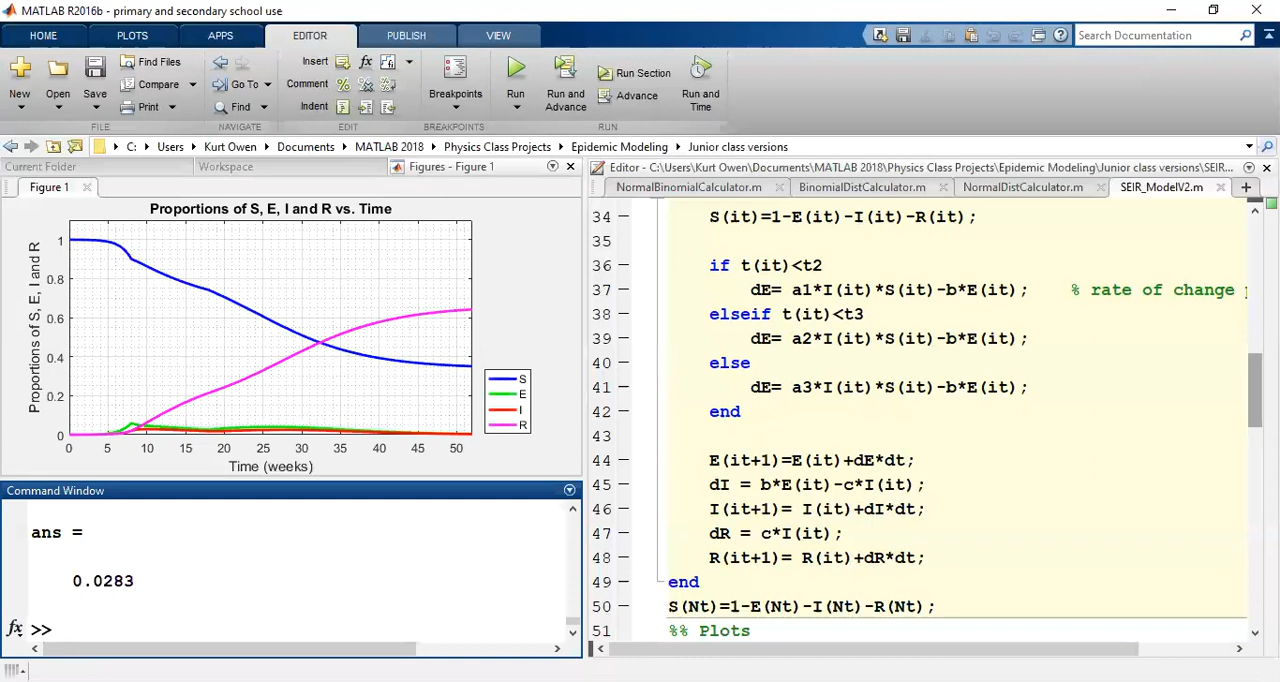 MATLAB R2016b - primary and secondary school use
HOME PLOTS APPS EDITOR PUBLISH VIEW Search Documentation
New Open Save Find Files Compare Print
Go To Find
Insert fx Comment % Indent
Breakpoints
Run Run and Advance Run Section Advance Run and Time
FILE NAVIGATE EDIT BREAKPOINTS RUN
C: Users Kurt Owen Documents MATLAB 2018 Physics Class Projects Epidemic Modeling Junior class versions
Current Folder Workspace Figures - Figure 1
Figure 1
Proportions of S, E, I and R vs. Time
Proportions of S, E, I and R
1
0.8
0.6
0.4
0.2
0
0 5 10 15 20 25 30 35 40 45 50
Time (weeks)
S
E
I
R
Command Window
ans =
0.0283
fx >>
Editor - C:\Users\Kurt Owen\Documents\MATLAB 2018\Physics Class Projects\Epidemic Modeling\Junior class versions\SEIR...
NormalBinomialCalculator.m BinomialDistCalculator.m NormalDistCalculator.m SEIR_ModelV2.m
34 S(it)=1-E(it)-I(it)-R(it);
35
36 if t(it)<t2
37 dE= a1*I(it)*S(it)-b*E(it); % rate of change
38 elseif t(it)<t3
39 dE= a2*I(it)*S(it)-b*E(it);
40 else
41 dE= a3*I(it)*S(it)-b*E(it);
42 end
43
44 E(it+1)=E(it)+dE*dt;
45 dI = b*E(it)-c*I(it);
46 I(it+1)= I(it)+dI*dt;
47 dR = c*I(it);
48 R(it+1)= R(it)+dR*dt;
49 end
50 S(Nt)=1-E(Nt)-I(Nt)-R(Nt);
51 %% Plots